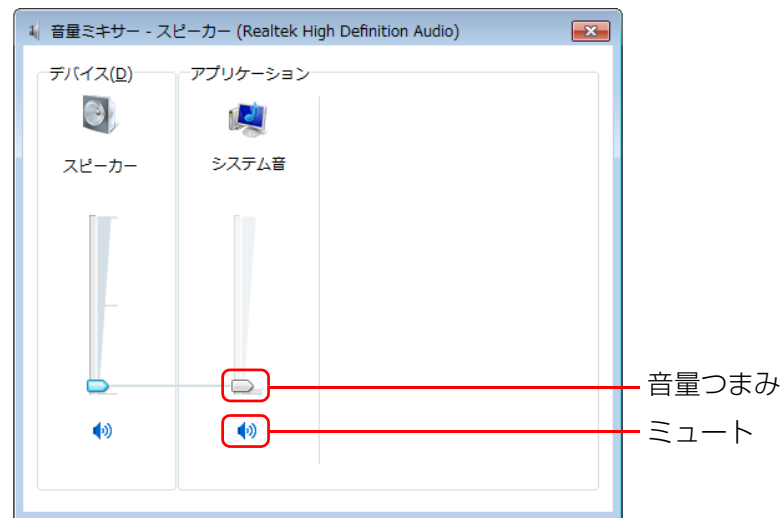 音量ミキサー - スピーカー (Realtek High Definition Audio)
デバイス(D)
アプリケーション
スピーカー
システム音
音量つまみ
ミュート